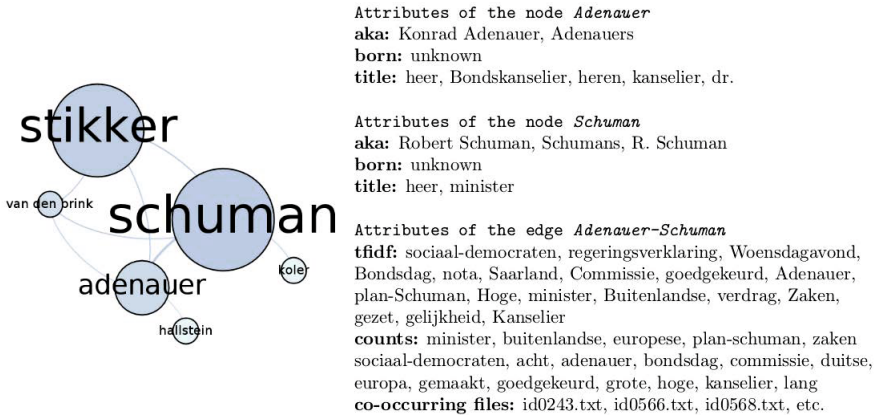 stikker
van den brink
schuman
koler
adenauer
hallstein
Attributes of the node Adenauer
aka: Konrad Adenauer, Adenauers
born: unknown
title: heer, Bondskanselier, heren, kanselier, dr.
Attributes of the node Schuman
aka: Robert Schuman, Schumans, R. Schuman
born: unknown
title: heer, minister
Attributes of the edge Adenauer-Schuman
tfidf: sociaal-democraten, regeringsverklaring, Woensdagavond,
Bondsdag, nota, Saarland, Commissie, goedgekeurd, Adenauer,
plan-Schuman, Hoge, minister, Buitenlandse, verdrag, Zaken,
gezet, gelijkheid, Kanselier
counts: minister, buitenlandse, europese, plan-schuman, zaken
sociaal-democraten, acht, adenauer, bondsdag, commissie, duitse,
europa, gemaakt, goedgekeurd, grote, hoge, kanselier, lang
co-occurring files: id0243.txt, id0566.txt, id0568.txt, etc.